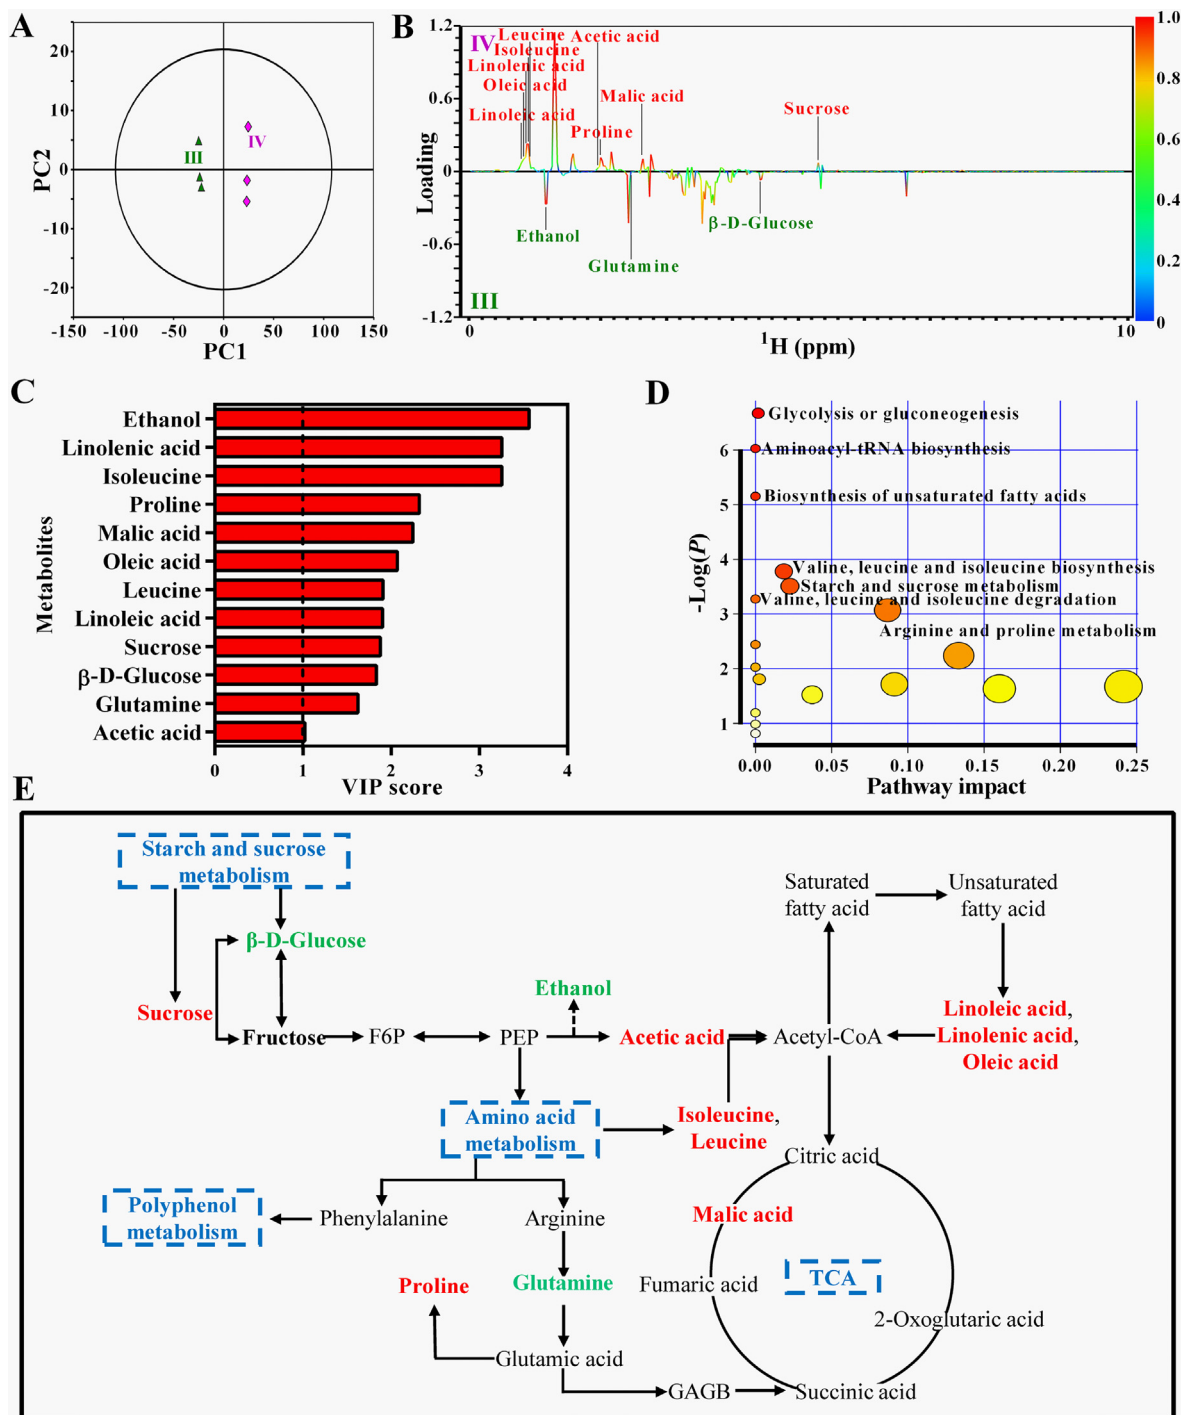 A
20
10
0
-10
-20
PC2
-150
-100
-50
0
50
100
150
PC1
III
IV
B
1.2
0.6
0
-0.6
-1.2
Loading
IV
Leucine
Acetic acid
Isoleucine
Linolenic acid
Oleic acid
Linoleic acid
Proline
Malic acid
Sucrose
Ethanol
Glutamine
β-D-Glucose
III
0
10
¹H (ppm)
1.0
0.8
0.6
0.4
0.2
0
C
Metabolites
Ethanol
Linolenic acid
Isoleucine
Proline
Malic acid
Oleic acid
Leucine
Linoleic acid
Sucrose
β-D-Glucose
Glutamine
Acetic acid
0
1
2
3
4
VIP score
D
Glycolysis or gluconeogenesis
Aminoacyl-tRNA biosynthesis
Biosynthesis of unsaturated fatty acids
Valine, leucine and isoleucine biosynthesis
Starch and sucrose metabolism
Valine, leucine and isoleucine degradation
Arginine and proline metabolism
6
5
4
3
2
1
-Log(P)
0.00
0.05
0.10
0.15
0.20
0.25
Pathway impact
E
Starch and sucrose
metabolism
β-D-Glucose
Sucrose
Fructose
F6P
PEP
Ethanol
Acetic acid
Acetyl-CoA
Saturated
fatty acid
Unsaturated
fatty acid
Linoleic acid,
Linolenic acid,
Oleic acid
Amino acid
metabolism
Isoleucine,
Leucine
Citric acid
Polyphenol
metabolism
Phenylalanine
Arginine
Malic acid
Proline
Glutamine
Fumaric acid
TCA
2-Oxoglutaric acid
Glutamic acid
GAGB
Succinic acid